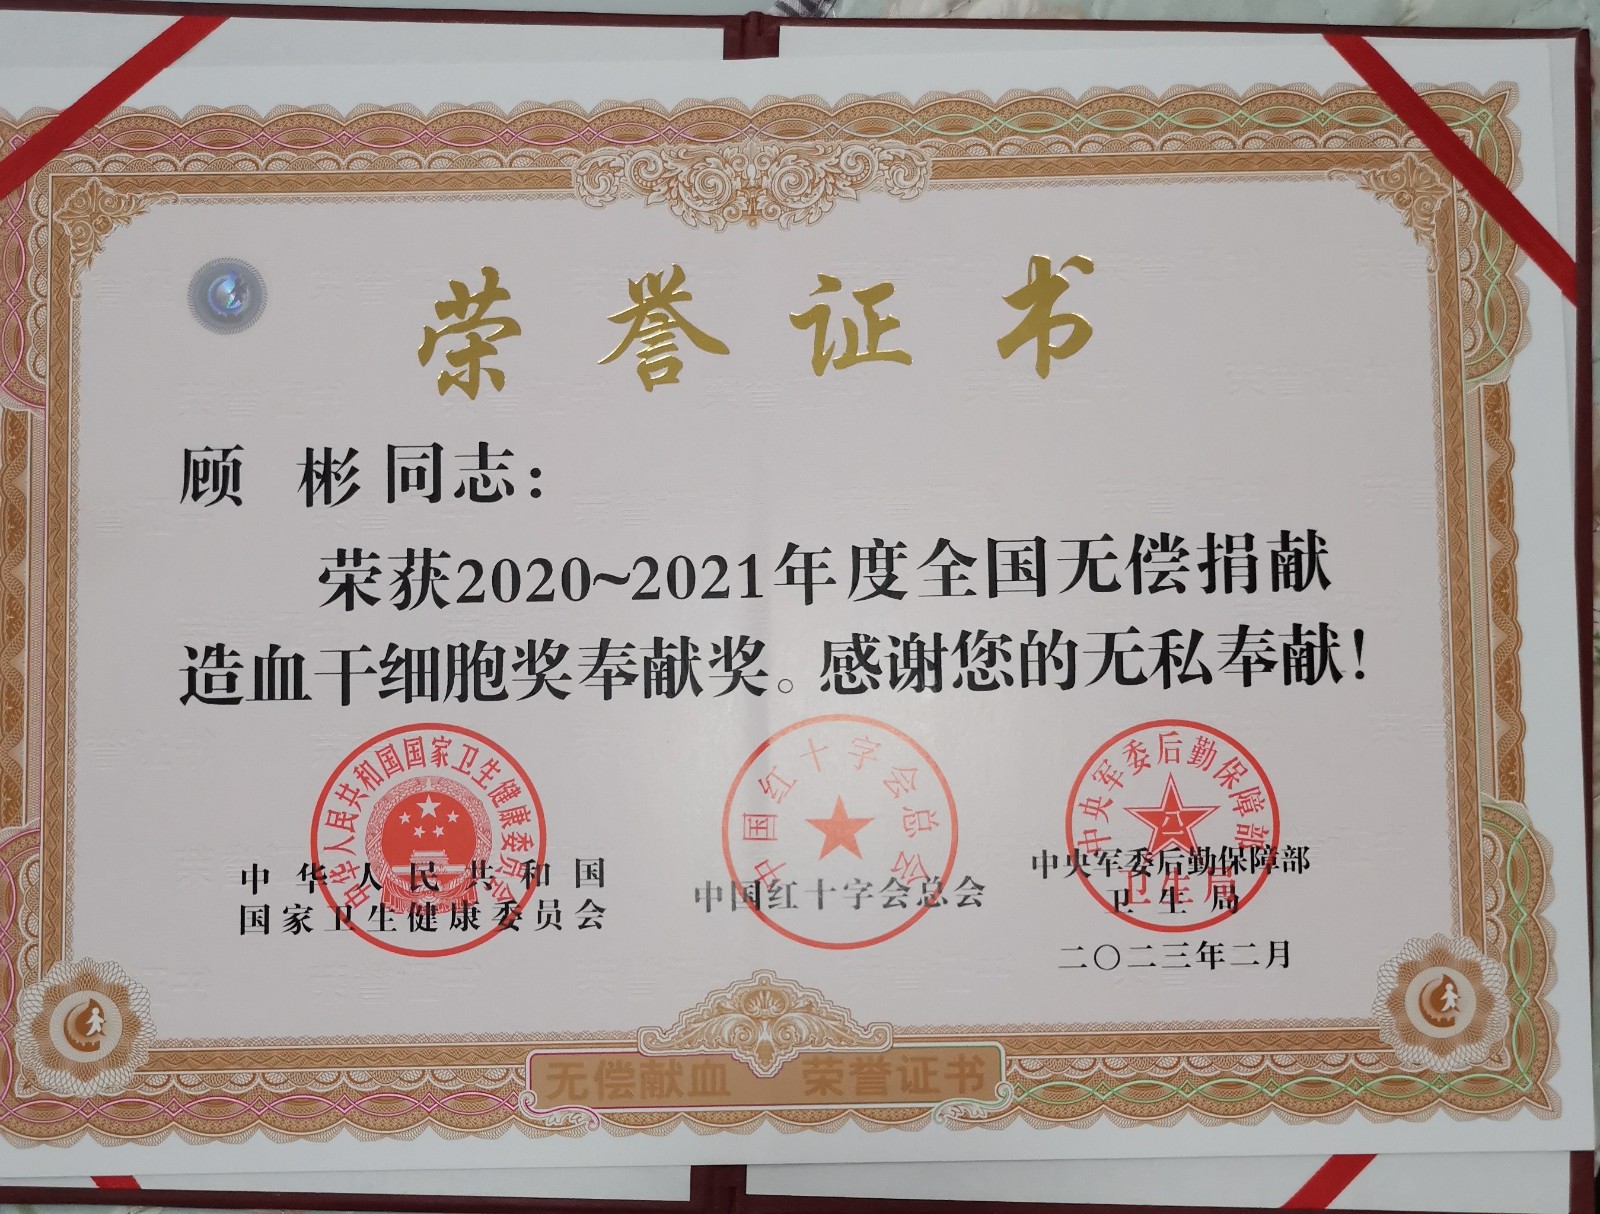 荣誉证书
顾 彬同志：
荣获2020~2021年度全国无偿捐献
造血干细胞奖奉献奖。感谢您的无私奉献！
中华人民共和国国家卫生健康委员会
中国红十字会总会
中央军委后勤保障部
卫生局
中华人民共和国
国家卫生健康委员会
中国红十字会总会
中央军委后勤保障部
卫生局
二〇二三年二月
无偿献血 荣誉证书